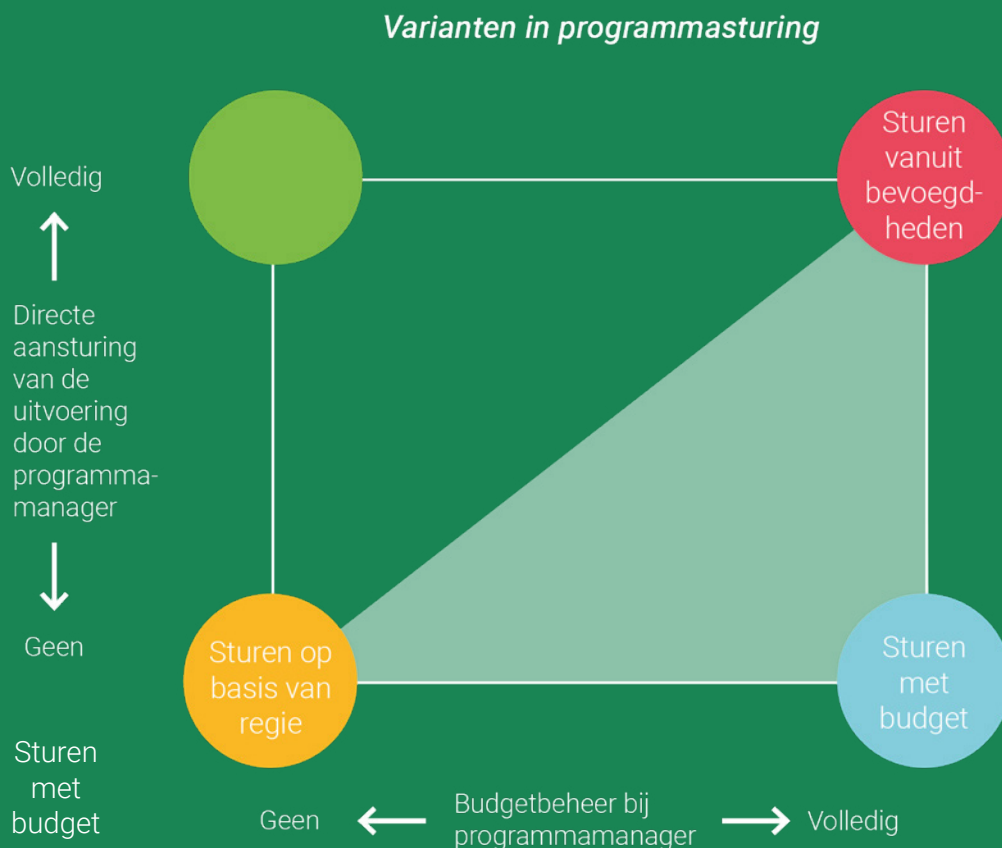 Varianten in programmasturing
Volledig
Sturen
vanuit
bevoegd-
heden
Directe
aansturing
van de
uitvoering
door de
programma-
manager
Geen
Sturen op
basis van
regie
Sturen
met
budget
Sturen
met
budget
Geen
Budgetbeheer bij
programmamanager
Volledig